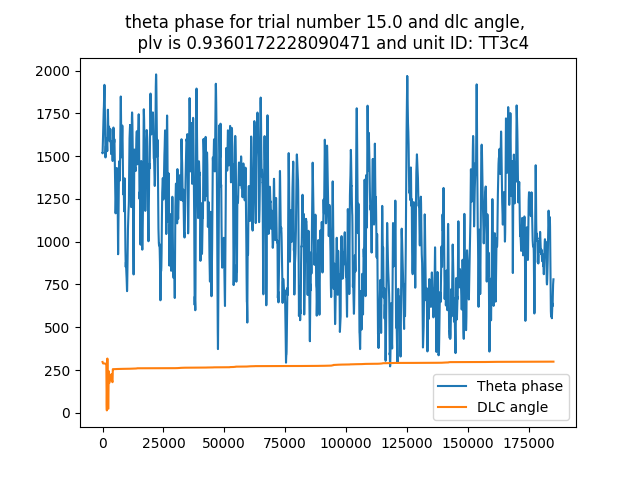 theta phase for trial number 15.0 and dlc angle,
plv is 0.9360172228090471 and unit ID: TT3c4
2000
1750
1500
1250
1000
750
500
250
0
0 25000 50000 75000 100000 125000 150000 175000
Theta phase
DLC angle